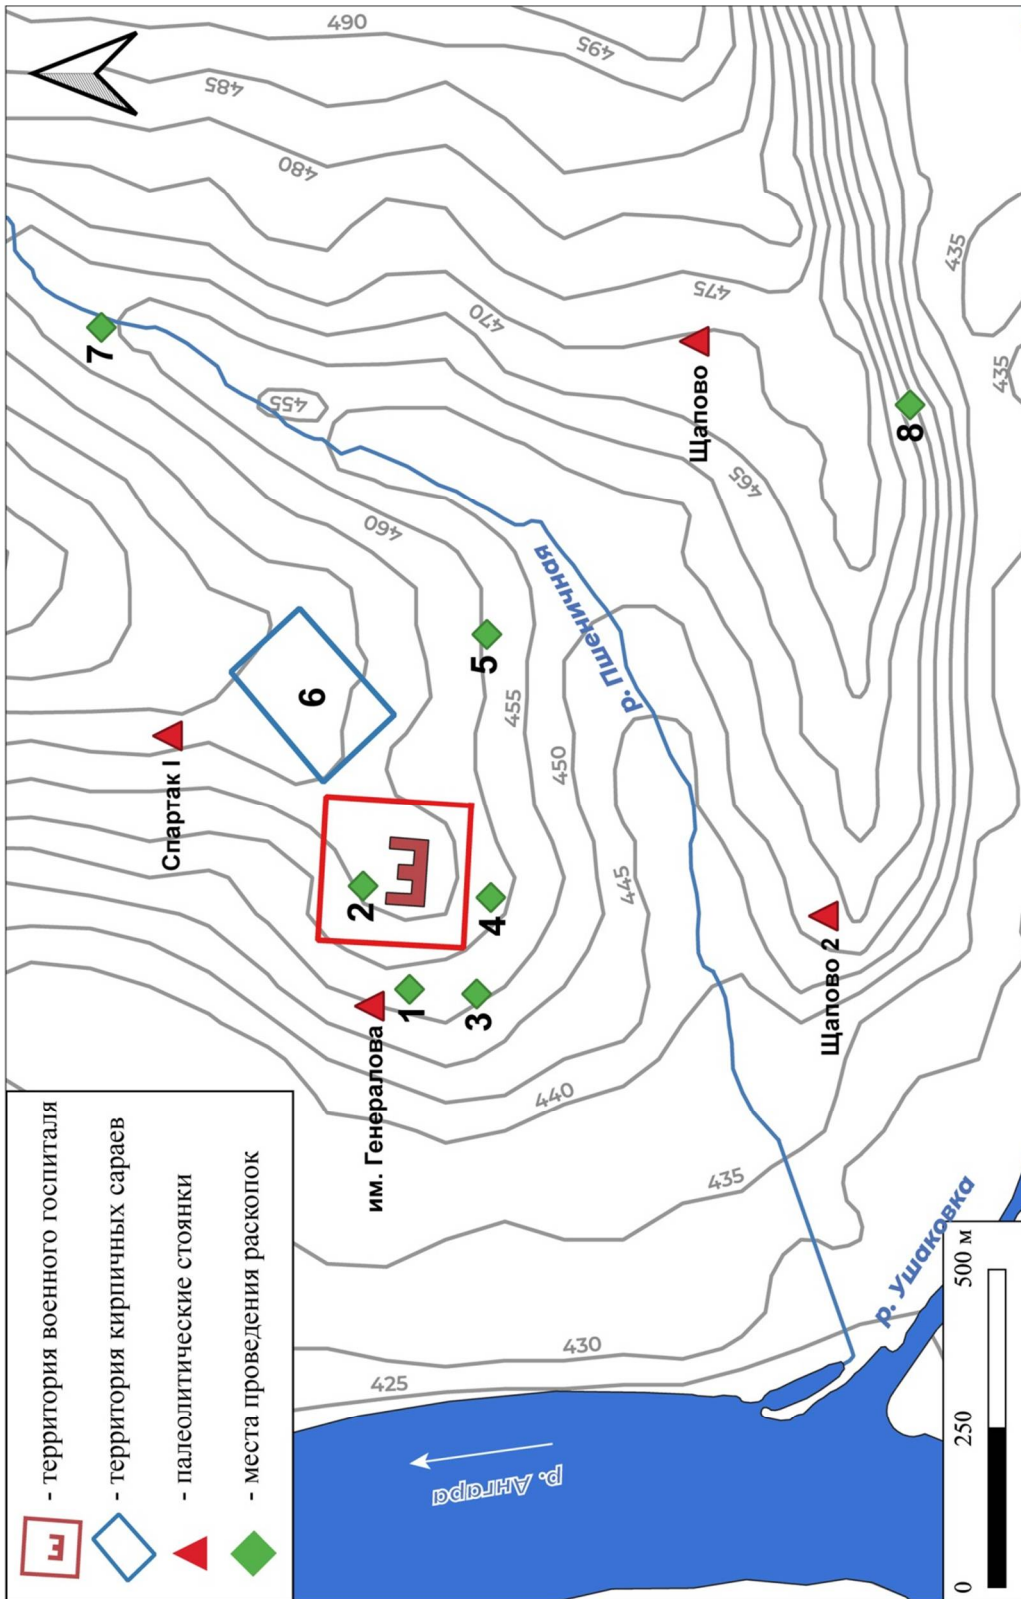 - территория военного госпиталя
- территория кирпичных сараев
- палеолитические стоянки
- места проведения раскопок
490
495
485
480
475
470
465
460
455
455
450
445
440
435
435
435
430
425
7
Спартак I
6
5
2
4
1
3
им. Генералова
Щапово
8
Щапово 2
р. Пшеничная
р. Ушаковка
р. Ангара
0 250 500 м